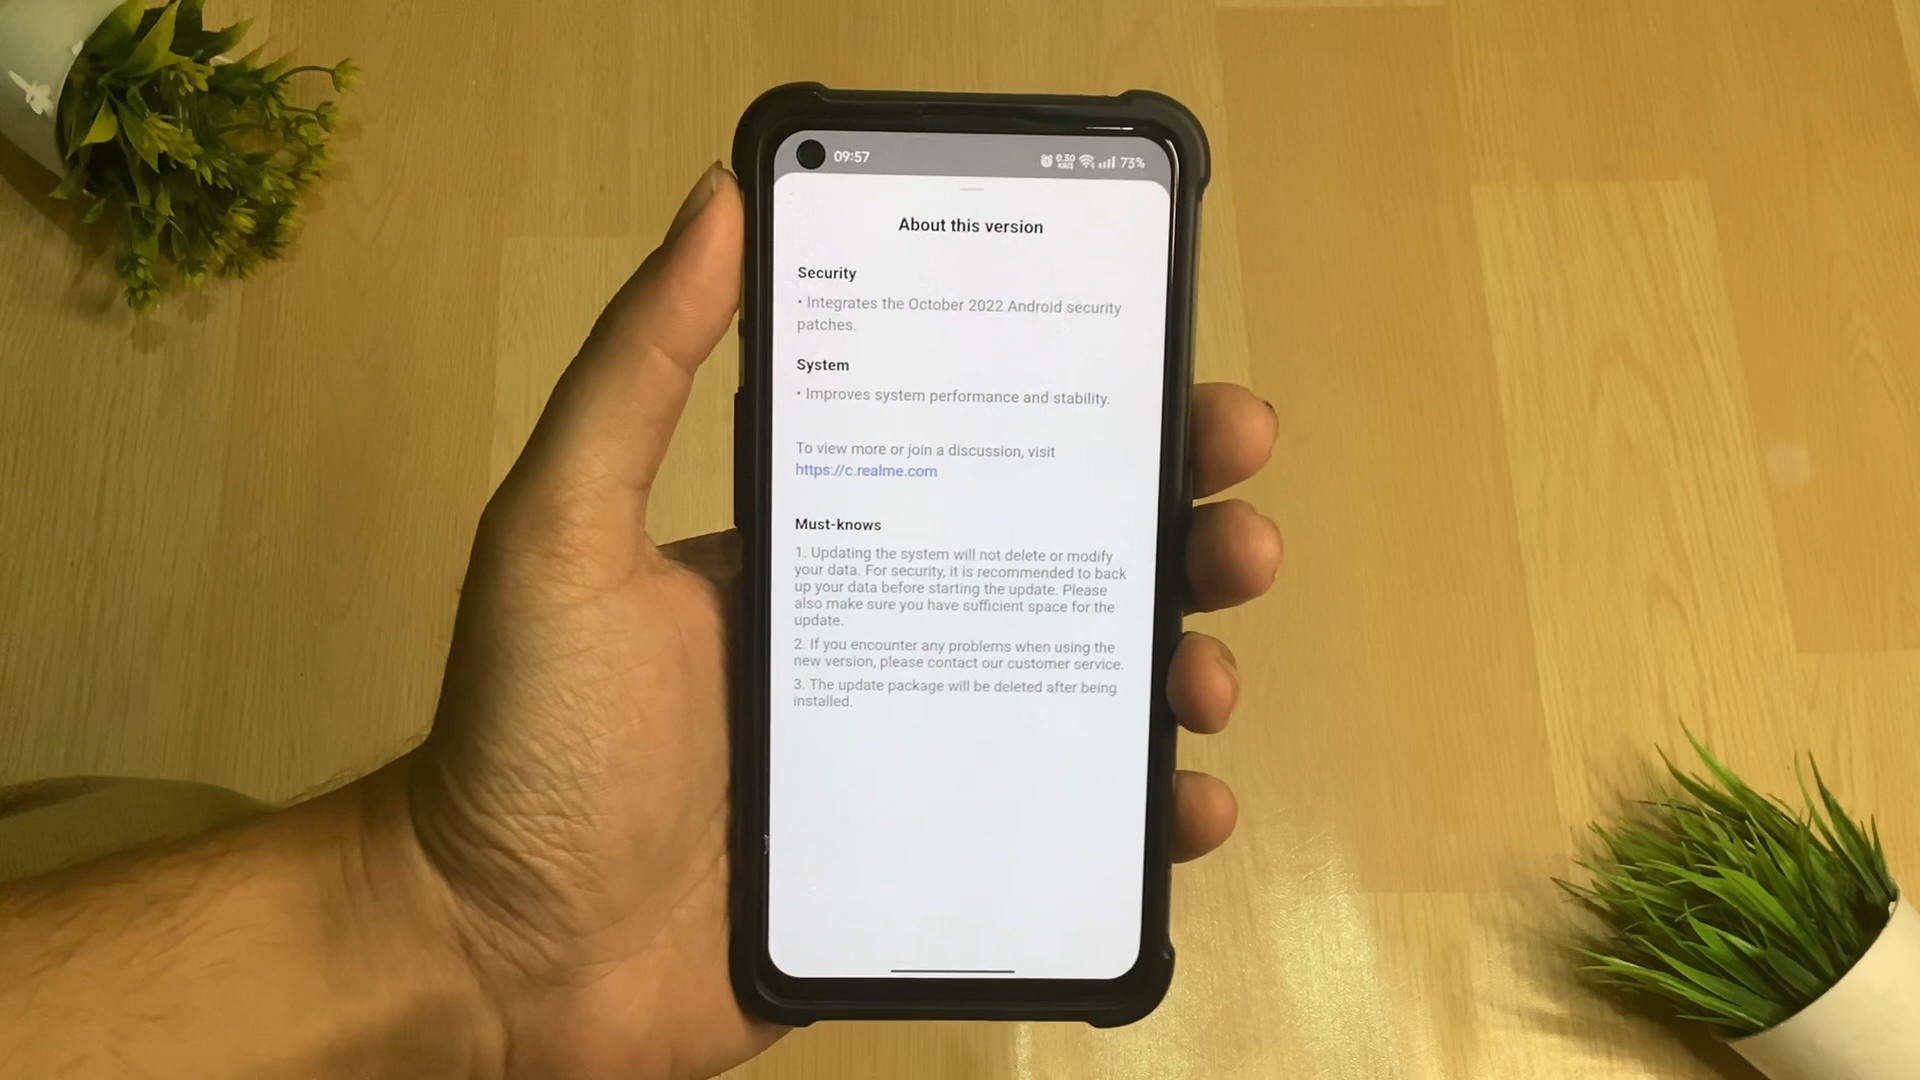 09:57
0.30 KB/S 73%
About this version
Security
• Integrates the October 2022 Android security
patches.
System
• Improves system performance and stability.
To view more or join a discussion, visit
https://c.realme.com
Must-knows
1. Updating the system will not delete or modify
your data. For security, it is recommended to back
up your data before starting the update. Please
also make sure you have sufficient space for the
update.
2. If you encounter any problems when using the
new version, please contact our customer service.
3. The update package will be deleted after being
installed.